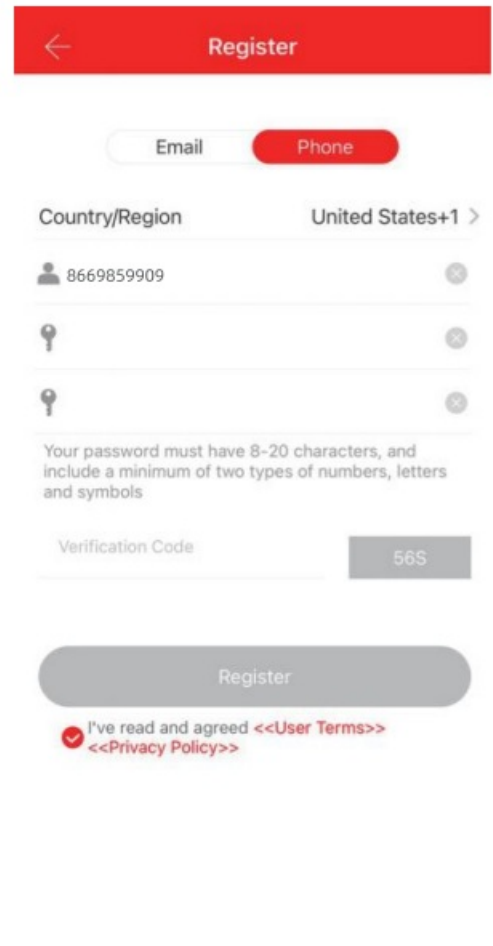 Register
Email Phone
Country/Region United States+1 >
8669859909
Your password must have 8-20 characters, and
include a minimum of two types of numbers, letters
and symbols
Verification Code 56S
Register
I've read and agreed <<User Terms>>
<<Privacy Policy>>